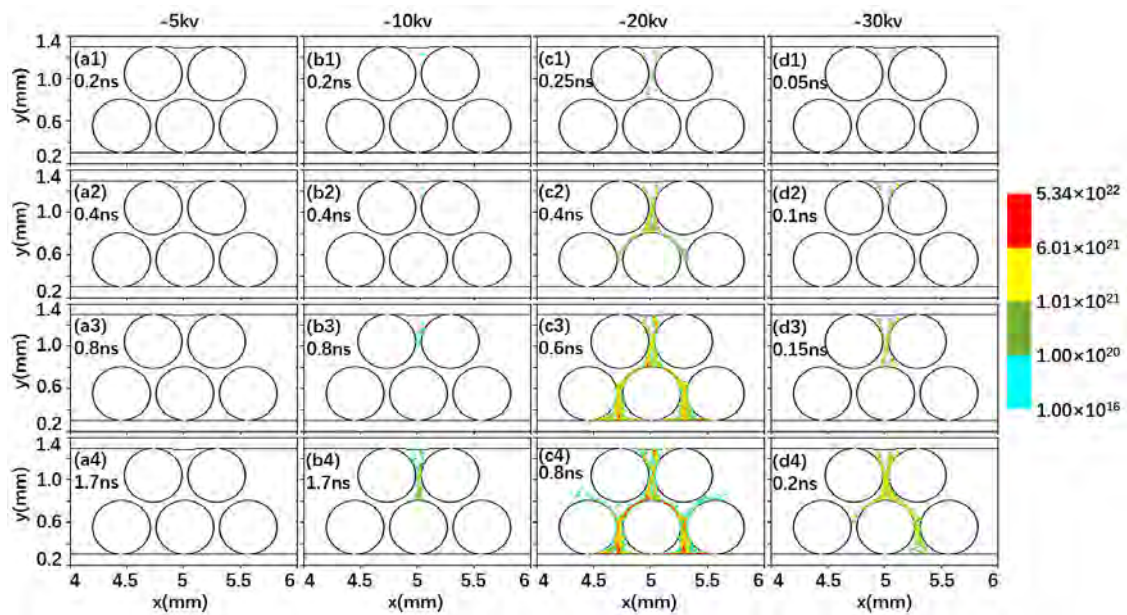 -5kv -10kv -20kv -30kv
1.4 (a1) (b1) (c1) (d1)
0.2ns 0.2ns 0.25ns 0.05ns
y(mm) 1.0
0.6
0.2
1.4 (a2) (b2) (c2) (d2)
0.4ns 0.4ns 0.4ns 0.1ns
y(mm) 1.0
0.6
0.2
1.4 (a3) (b3) (c3) (d3)
0.8ns 0.8ns 0.6ns 0.15ns
y(mm) 1.0
0.6
0.2
1.4 (a4) (b4) (c4) (d4)
1.7ns 1.7ns 0.8ns 0.2ns
y(mm) 1.0
0.6
0.2
4 4.5 5 5.5 6 4 4.5 5 5.5 6 4 4.5 5 5.5 6 4 4.5 5 5.5 6
x(mm) x(mm) x(mm) x(mm)
5.34×10²²
6.01×10²¹
1.01×10²¹
1.00×10²⁰
1.00×10¹⁶